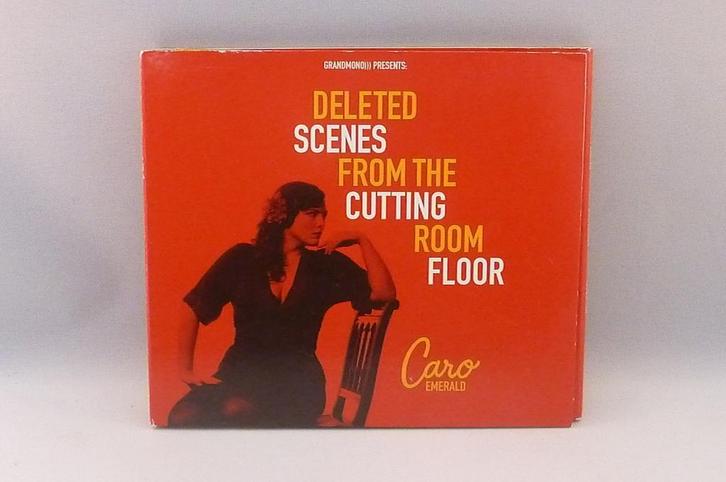 GRANDMONO))) PRESENTS:
DELETED
SCENES
FROM THE
CUTTING
ROOM
FLOOR
Caro
EMERALD